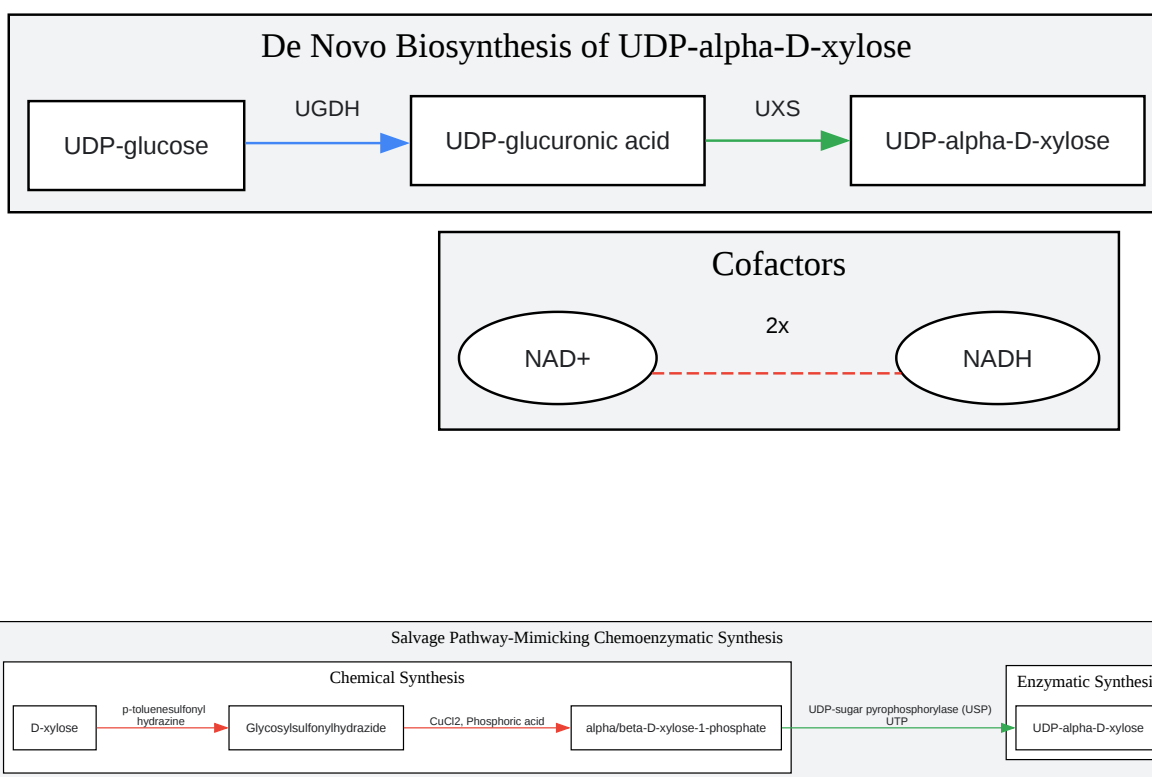 De Novo Biosynthesis of UDP-alpha-D-xylose
UGDH
UXS
UDP-glucose
UDP-glucuronic acid
UDP-alpha-D-xylose
Cofactors
2x
NAD+
NADH
Salvage Pathway-Mimicking Chemoenzymatic Synthesis
Chemical Synthesis
Enzymatic Synthesi
p-toluenesulfonyl
hydrazine
D-xylose
Glycosylsulfonylhydrazide
CuCl2, Phosphoric acid
alpha/beta-D-xylose-1-phosphate
UDP-sugar pyrophosphorylase (USP)
UTP
UDP-alpha-D-xylose